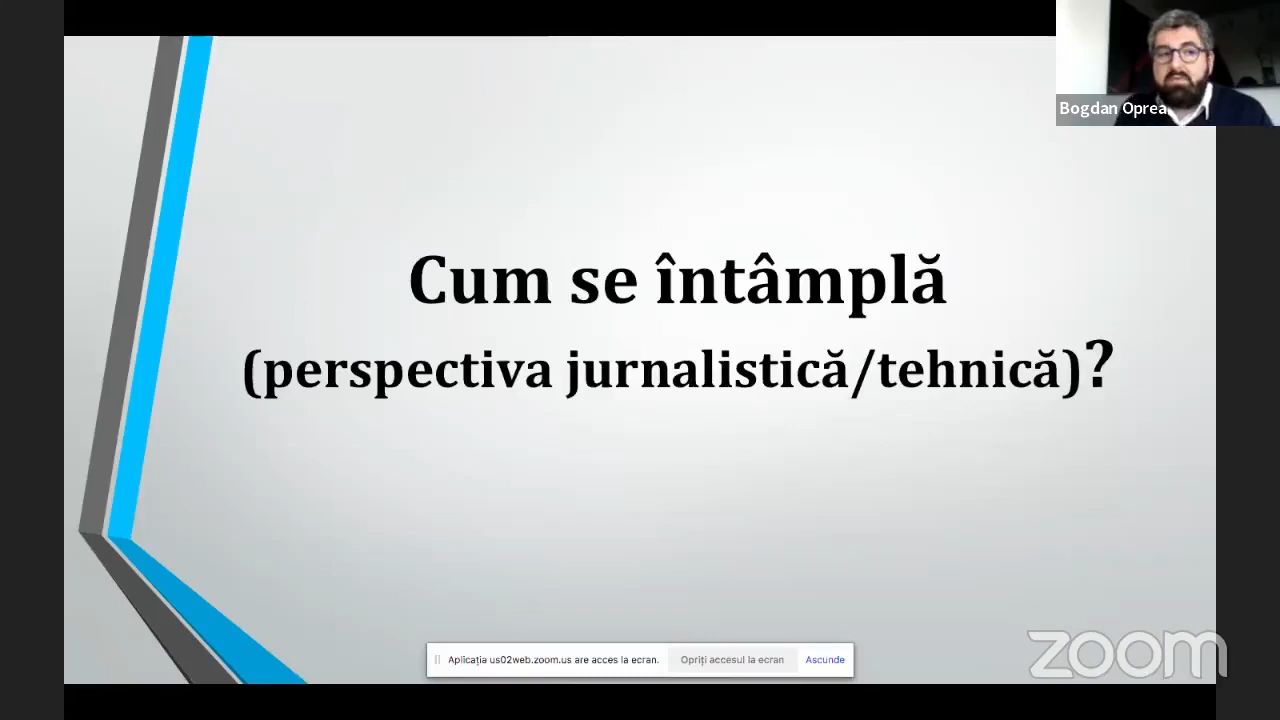 Bogdan Oprea
Cum se întâmplă
(perspectiva jurnalistică/tehnică)?
Aplicația us02web.zoom.us are acces la ecran. Opriți accesul la ecran Ascunde
zoom